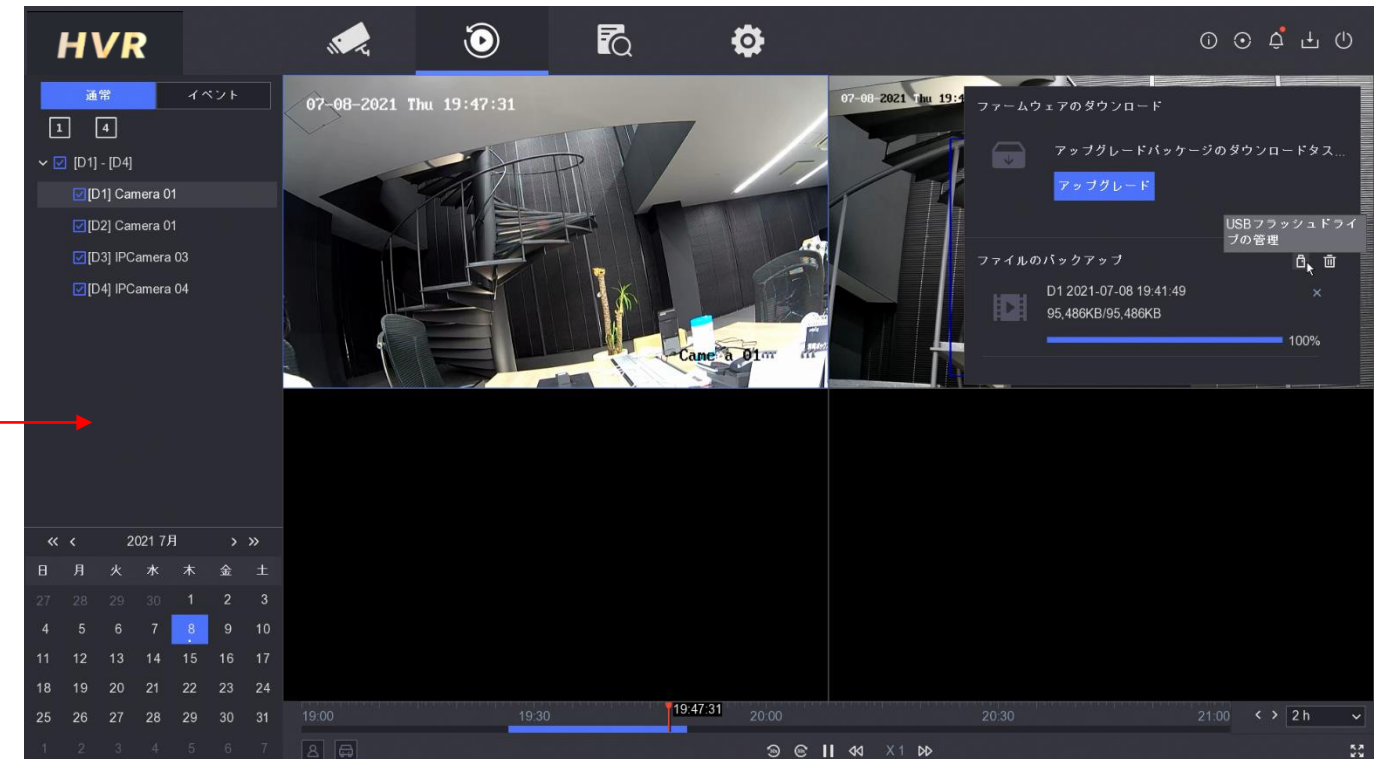 HVR
通常 イベント
1 4
[D1] - [D4]
[D1] Camera 01
[D2] Camera 01
[D3] IPCamera 03
[D4] IPCamera 04
07-08-2021 Thu 19:47:31
Came a 01
07-08-2021 Thu 19:4
ファームウェアのダウンロード
アップグレードパッケージのダウンロードタス...
アップグレード
USBフラッシュドライ
ブの管理
ファイルのバックアップ
D1 2021-07-08 19:41:49
95,486KB/95,486KB
100%
2021 7月
日 月 火 水 木 金 土
27 28 29 30 1 2 3
4 5 6 7 8 9 10
11 12 13 14 15 16 17
18 19 20 21 22 23 24
25 26 27 28 29 30 31
1 2 3 4 5 6 7
19:00 19:30 19:47:31 20:00 20:30 21:00 2 h
X 1